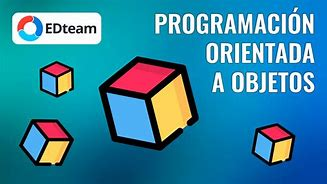 EDteam
PROGRAMACIÓN
ORIENTADA
A OBJETOS